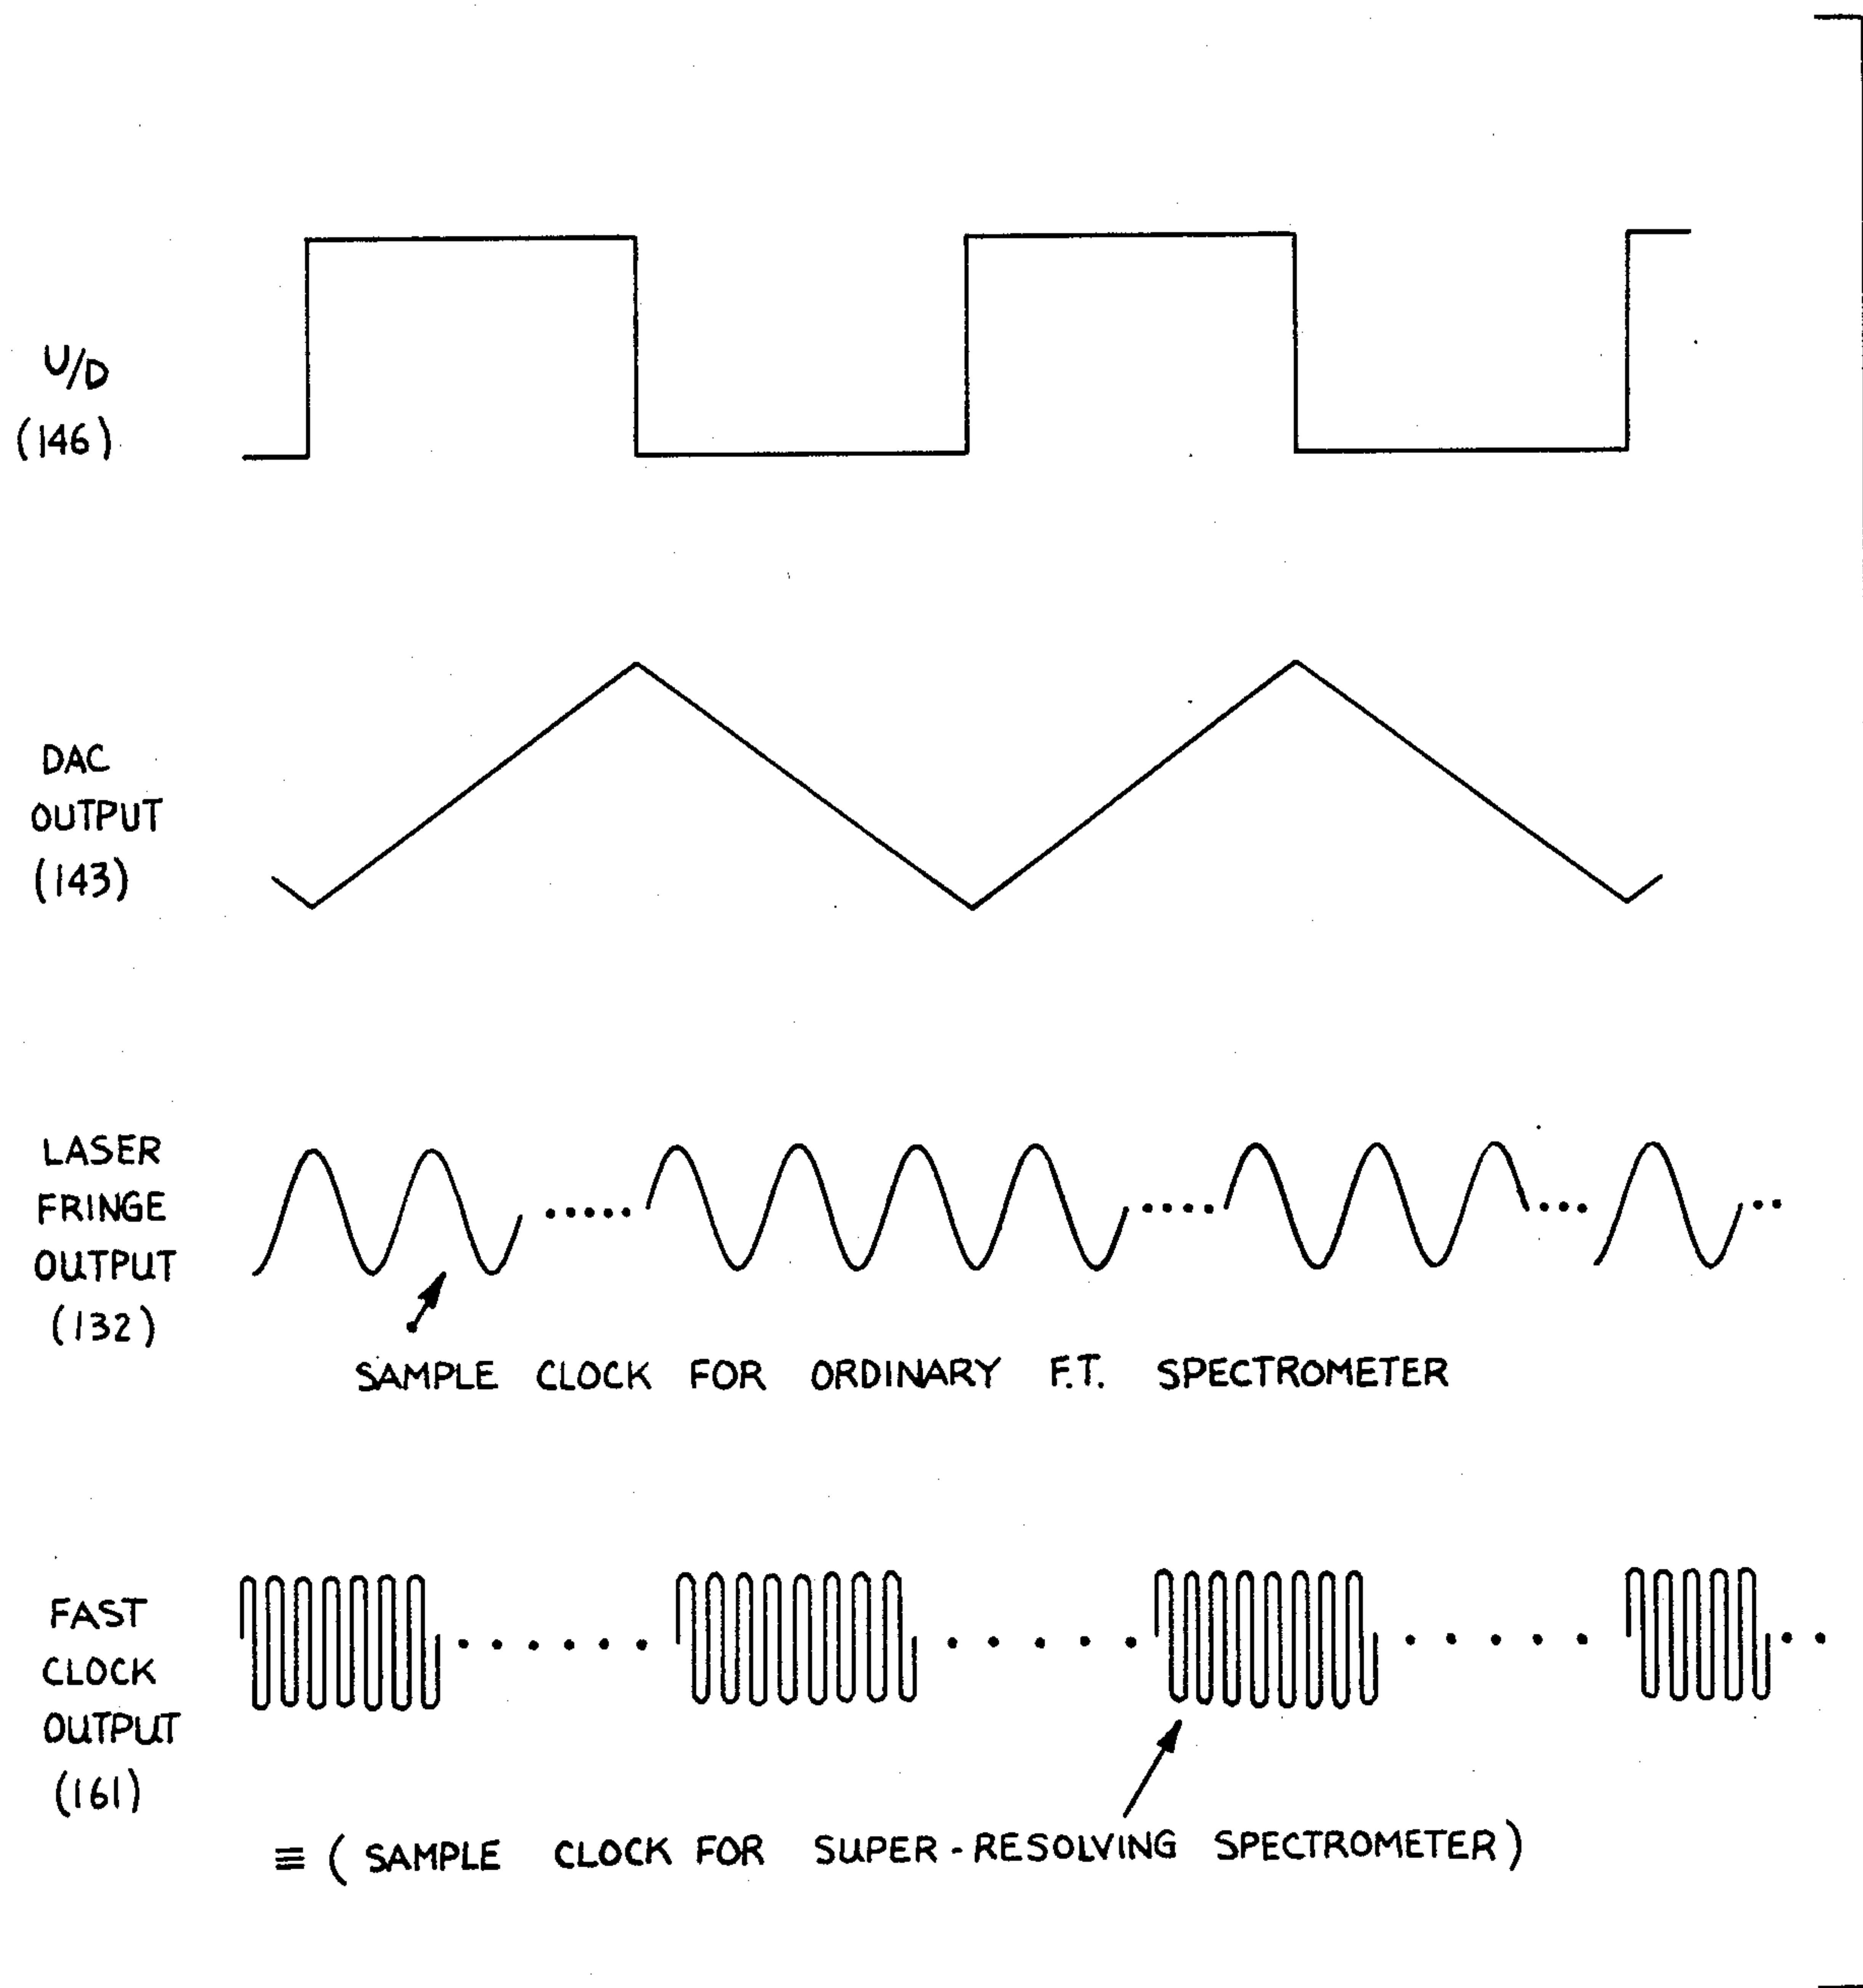 U/D
(146)
DAC
OUTPUT
(143)
LASER
FRINGE
OUTPUT
(132)
SAMPLE CLOCK FOR ORDINARY F.T. SPECTROMETER
FAST
CLOCK
OUTPUT
(161)
≡ ( SAMPLE CLOCK FOR SUPER-RESOLVING SPECTROMETER )